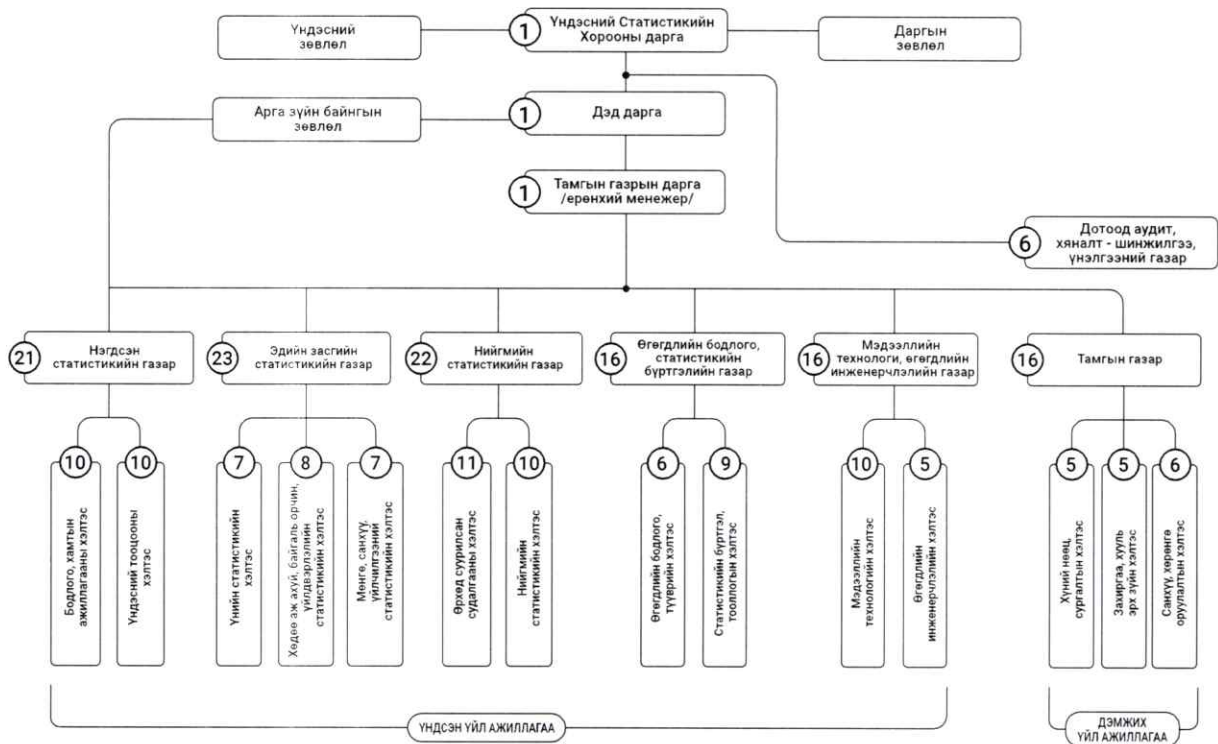 Үндэсний
зөвлөл
1
Үндэсний Статистикийн
Хорооны дарга
Даргын
зөвлөл
Арга зүйн байнгын
зөвлөл
1
Дэд дарга
1
Тамгын газрын дарга
/ерөнхий менежер/
6
Дотоод аудит,
хяналт - шинжилгээ,
үнэлгээний газар
21
Нэгдсэн
статистикийн газар
23
Эдийн засгийн
статистикийн газар
22
Нийгмийн
статистикийн газар
16
Өгөгдлийн бодлого,
статистикийн
бүртгэлийн газар
16
Мэдээллийн
технологи, өгөгдлийн
инженерчлэлийн газар
16
Тамгын газар
10
Бодлого, хамтын
ажиллагааны хэлтэс
10
Үндэсний тооцооны
хэлтэс
7
Үнийн статистикийн
хэлтэс
8
Хөдөө аж ахуй, байгаль орчин,
үйлдвэрлэлийн
статистикийн хэлтэс
7
Мөнгө, санхүү,
үйлчилгээний
статистикийн хэлтэс
11
Өрхөд суурилсан
судалгааны хэлтэс
10
Нийгмийн
статистикийн хэлтэс
6
Өгөгдлийн бодлого,
түүврийн хэлтэс
9
Статистикийн бүртгэл,
тооллогын хэлтэс
10
Мэдээллийн
технологийн хэлтэс
5
Өгөгдлийн
инженерчлэлийн хэлтэс
5
Хүний нөөц,
сургалтын хэлтэс
5
Захиргаа, хууль
эрх зүйн хэлтэс
6
Санхүү, хөрөнгө
оруулалтын хэлтэс
ҮНДСЭН ҮЙЛ АЖИЛЛАГАА
ДЭМЖИХ
ҮЙЛ АЖИЛЛАГАА